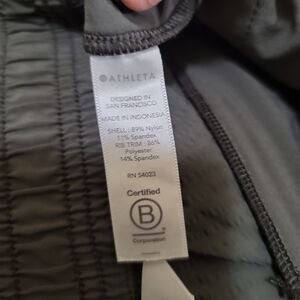 ATHLETA
DESIGNED IN
SAN FRANCISCO
MADE IN INDONESIA
SHELL: 89% Nylon
11% Spandex
RIB TRIM: 86%
Polyester
14% Spandex
RN 54023
Certified
B
Corporation